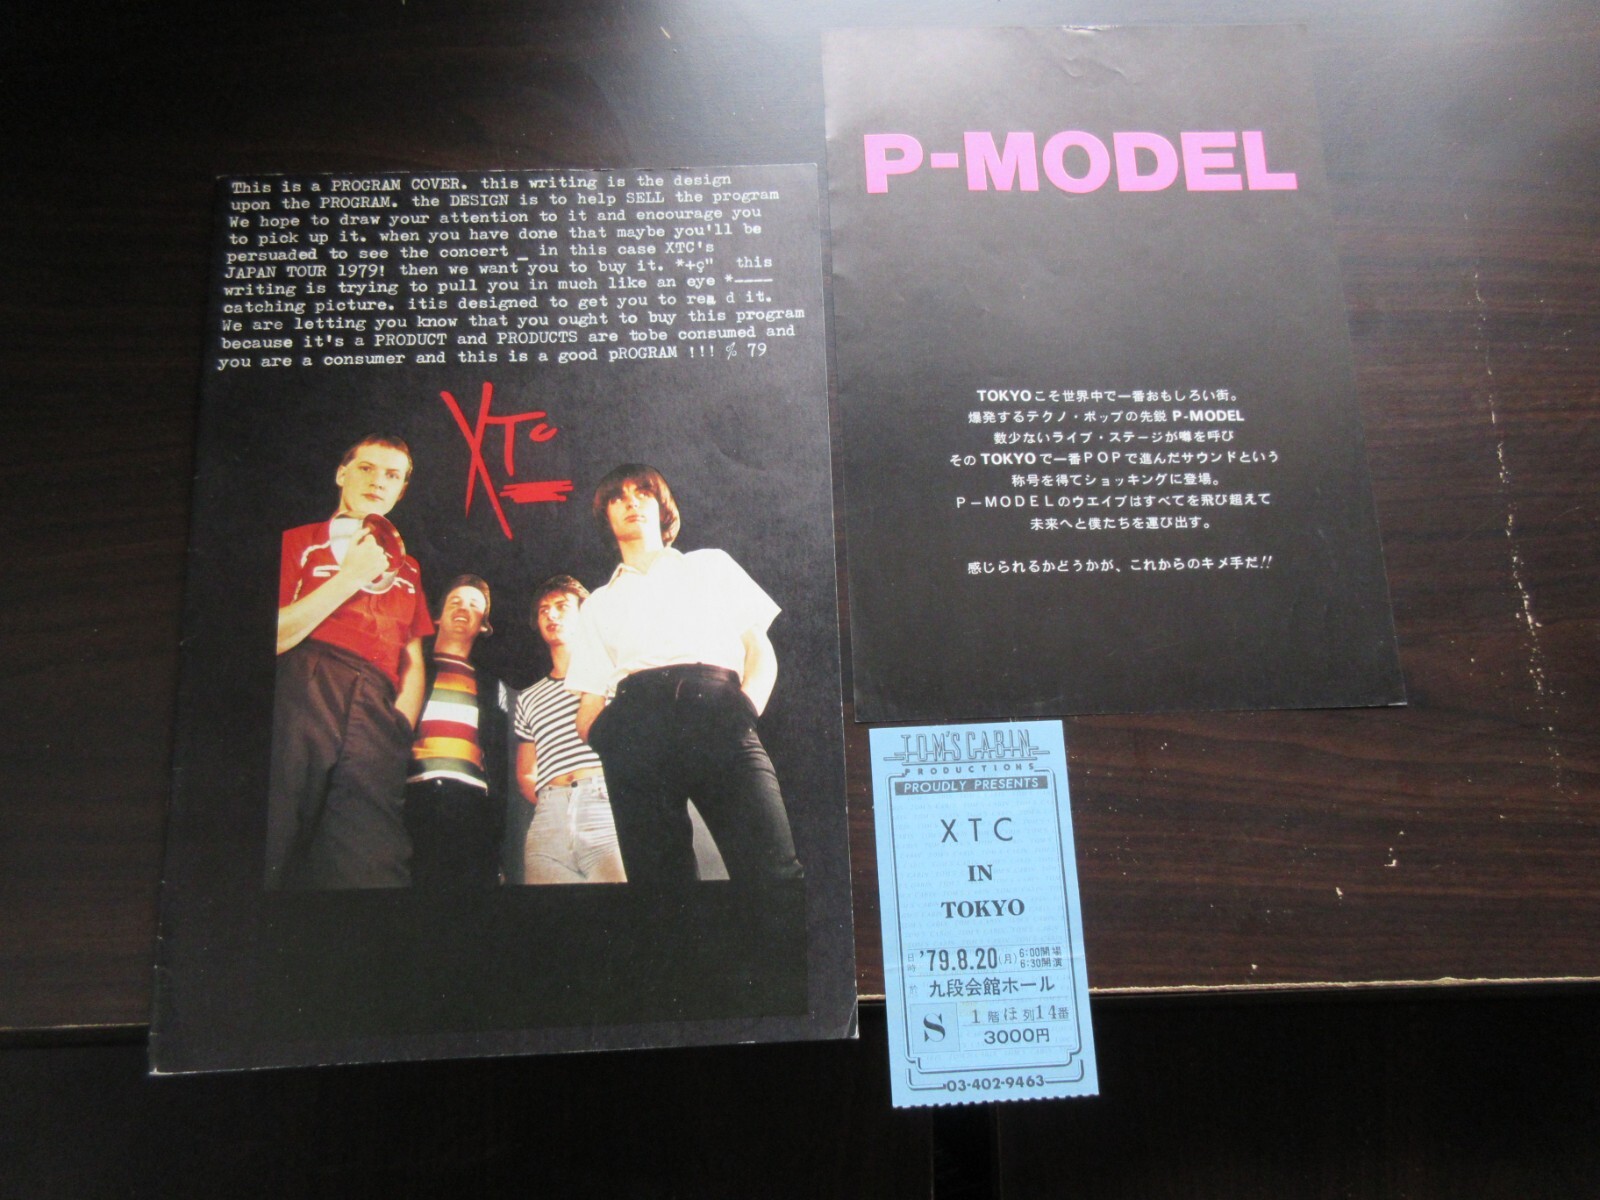 This is a PROGRAM COVER. this writing is the design
upon the PROGRAM. the DESIGN is to help SELL the program
We hope to draw your attention to it and encourage you
to pick up it. when you have done that maybe you'll be
persuaded to see the concert _ in this case XTC's
JAPAN TOUR 1979! then we want you to buy it. *+ç" this
writing is trying to pull you in much like an eye *----
catching picture. itis designed to get you to read it.
We are letting you know that you ought to buy this program
because it's a PRODUCT and PRODUCTS are tobe consumed and
you are a consumer and this is a good pROGRAM !!! % 79
XTC
P-MODEL
TOKYOこそ世界中で一番おもしろい街。
爆発するテクノ・ポップの先鋭 P-MODEL
数少ないライブ・ステージが噂を呼び
そのTOKYOで一番POPで進んだサウンドという
称号を得てショッキングに登場。
P-MODELのウエイブはすべてを飛び超えて
未来へと僕たちを運び出す。
感じられるかどうかが、これからのキメ手だ!!
TOM'S CABIN
PRODUCTIONS
PROUDLY PRESENTS
XTC
IN
TOKYO
日時 '79.8.20(月) 6:00開場
6:30開演
九段会館ホール
S 1階は列14番
3000円
03-402-9463